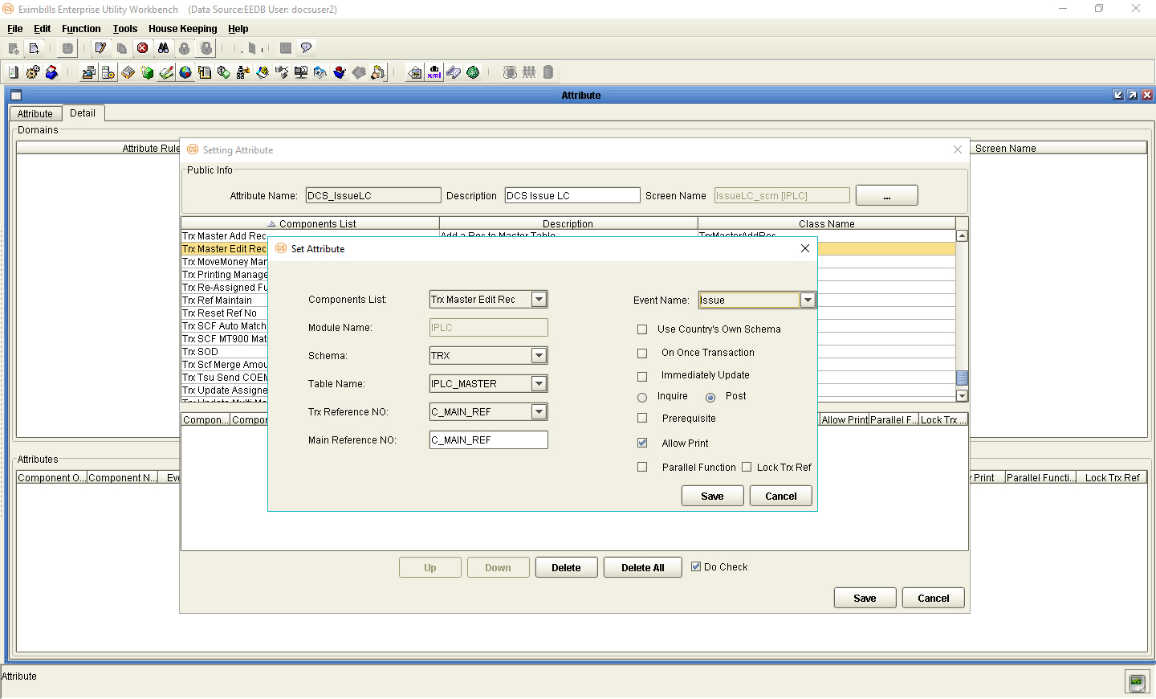 Eximbills Enterprise Utility Workbench (Data Source:EEDB User: docsuser2)
File Edit Function Tools House Keeping Help
Attribute
Attribute Detail
Domains
Attribute Rule Screen Name
Setting Attribute
Public Info
Attribute Name: DCS_IssueLC Description DCS Issue LC Screen Name IssueLC_scrn [IPLC] ...
Components List Description Class Name
Trx Master Add Rec Add a Rec to Master Table TrxMasterAddRec
Trx Master Edit Rec
Trx MoveMoney Man
Trx Printing Manage
Trx Re-Assigned Fu
Trx Ref Maintain
Trx Reset Ref No
Trx SCF Auto Match
Trx SCF MT900 Mat
Trx SOD
Trx Scf Merge Amou
Trx Tsu Send COEM
Trx Update Assigne
Trx Update Multi Ma
Compon... Compon Allow Print Parallel F... Lock Trx ...
Set Attribute
Components List: Trx Master Edit Rec
Module Name: IPLC
Schema: TRX
Table Name: IPLC_MASTER
Trx Reference NO: C_MAIN_REF
Main Reference NO: C_MAIN_REF
Event Name: Issue
Use Country's Own Schema
On Once Transaction
Immediately Update
Inquire Post
Prerequisite
Allow Print
Parallel Function Lock Trx Ref
Save Cancel
Attributes
Component O... Component N... Eve Print Parallel Functi... Lock Trx Ref
Up Down Delete Delete All Do Check
Save Cancel
Attribute